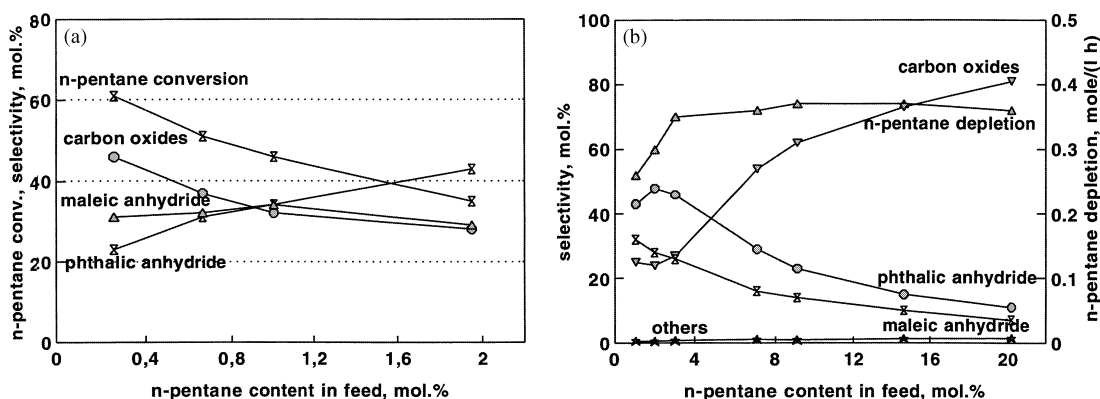 (a)
n-pentane conv., selectivity, mol.%
80
60
40
20
0
n-pentane conversion
carbon oxides
maleic anhydride
phthalic anhydride
0 0,4 0,8 1,2 1,6 2
n-pentane content in feed, mol.%
(b)
selectivity, mol.%
100
80
60
40
20
0
carbon oxides
n-pentane depletion
phthalic anhydride
others
maleic anhydride
0.5
0.4
0.3
0.2
0.1
0
n-pentane depletion, mole/(l h)
0 4 8 12 16 20
n-pentane content in feed, mol.%